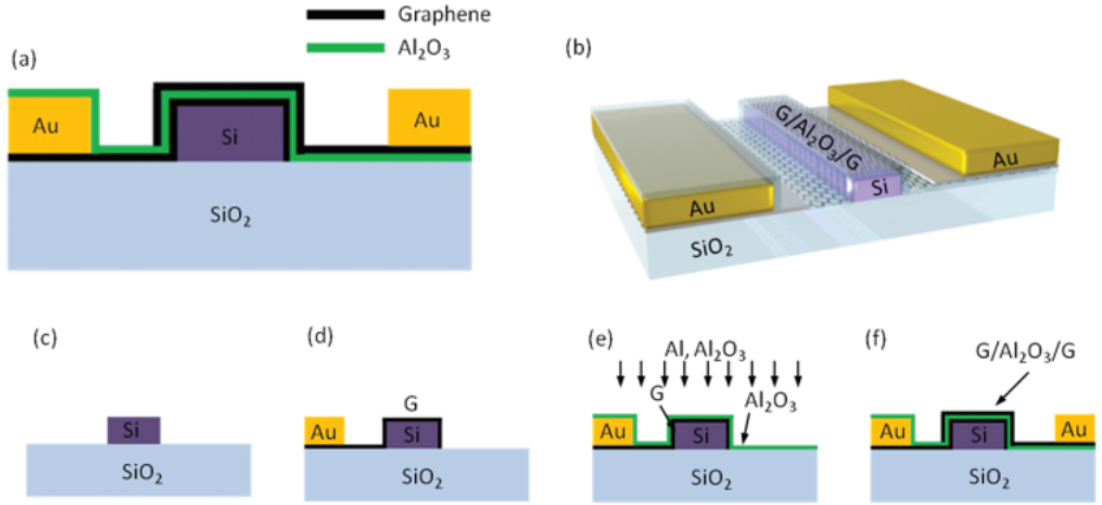 Graphene
Al₂O₃
(a)
Au
Si
Au
SiO₂
(b)
G/Al₂O₃/G
Au
Si
Au
SiO₂
(c)
Si
SiO₂
(d)
G
Au
Si
SiO₂
(e)
Al, Al₂O₃
G
Al₂O₃
Au
Si
SiO₂
(f)
G/Al₂O₃/G
Au
Si
Au
SiO₂